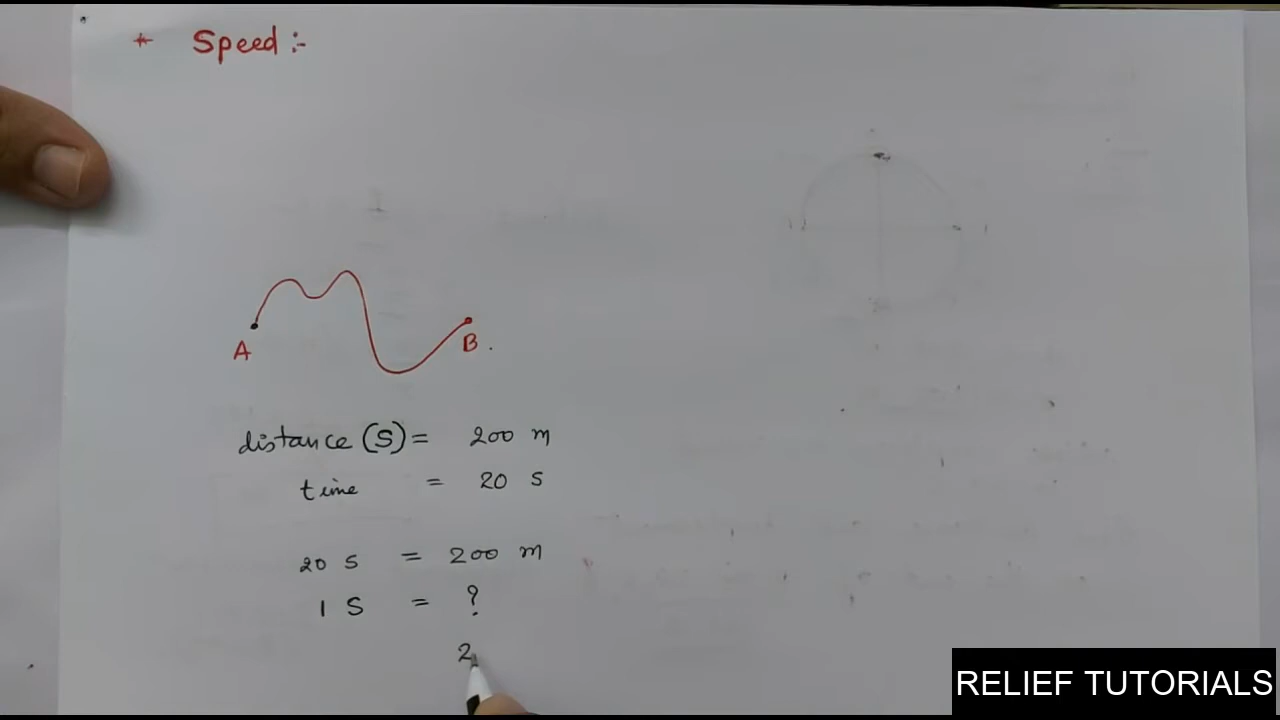 * Speed :-
A
B .
distance (S) = 200 m
time = 20 s
20 s = 200 m
1 S = ?
2
RELIEF TUTORIALS